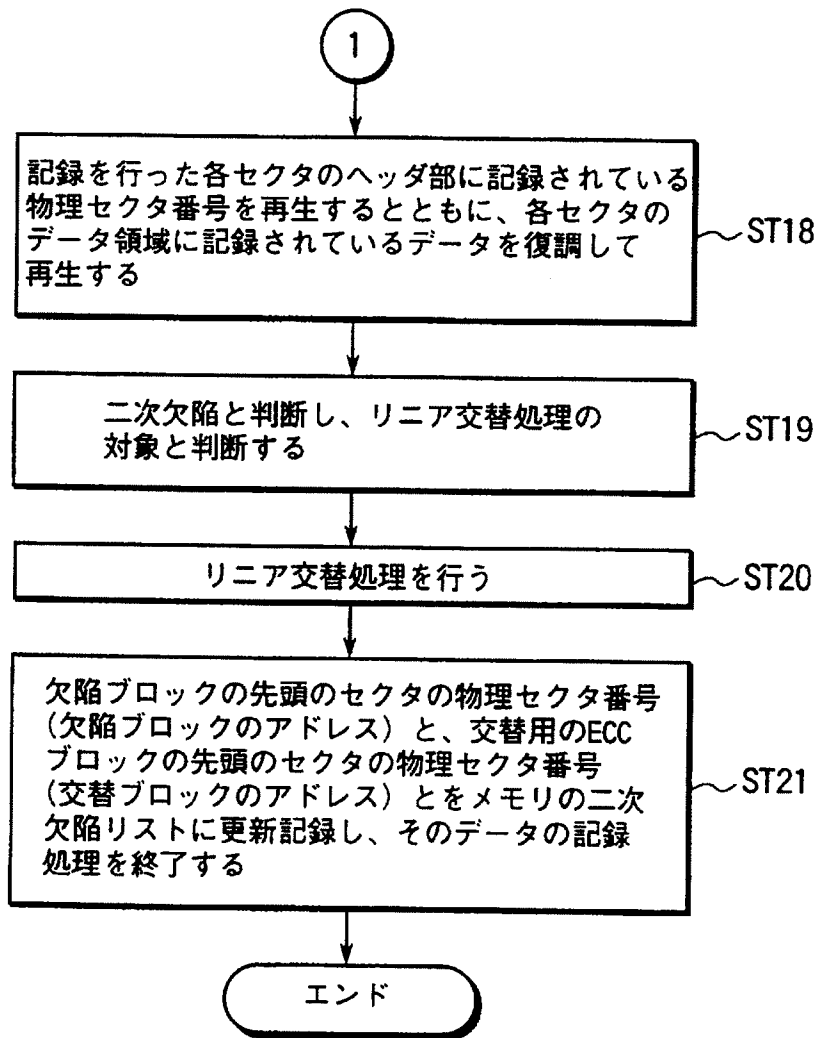 1
記録を行った各セクタのヘッダ部に記録されている
物理セクタ番号を再生するとともに、各セクタの
データ領域に記録されているデータを復調して
再生する
ST18
二次欠陥と判断し、リニア交替処理の
対象と判断する
ST19
リニア交替処理を行う
ST20
欠陥ブロックの先頭のセクタの物理セクタ番号
(欠陥ブロックのアドレス)と、交替用のECC
ブロックの先頭のセクタの物理セクタ番号
(交替ブロックのアドレス)とをメモリの二次
欠陥リストに更新記録し、そのデータの記録
処理を終了する
ST21
エンド